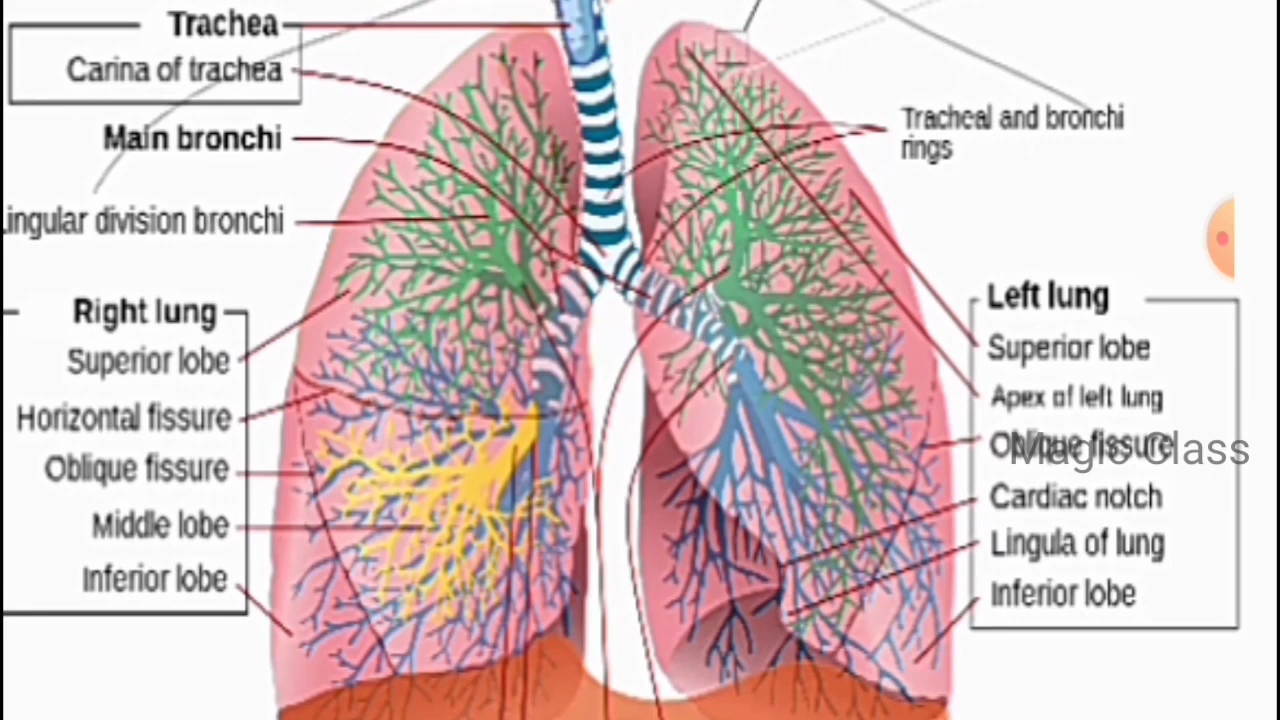 Trachea
Carina of trachea
Main bronchi
ingular division bronchi
Right lung
Superior lobe
Horizontal fissure
Oblique fissure
Middle lobe
Inferior lobe
Tracheal and bronchi
rings
Left lung
Superior lobe
Apex of left lung
Oblique fissure
Magic Class
Cardiac notch
Lingula of lung
Inferior lobe